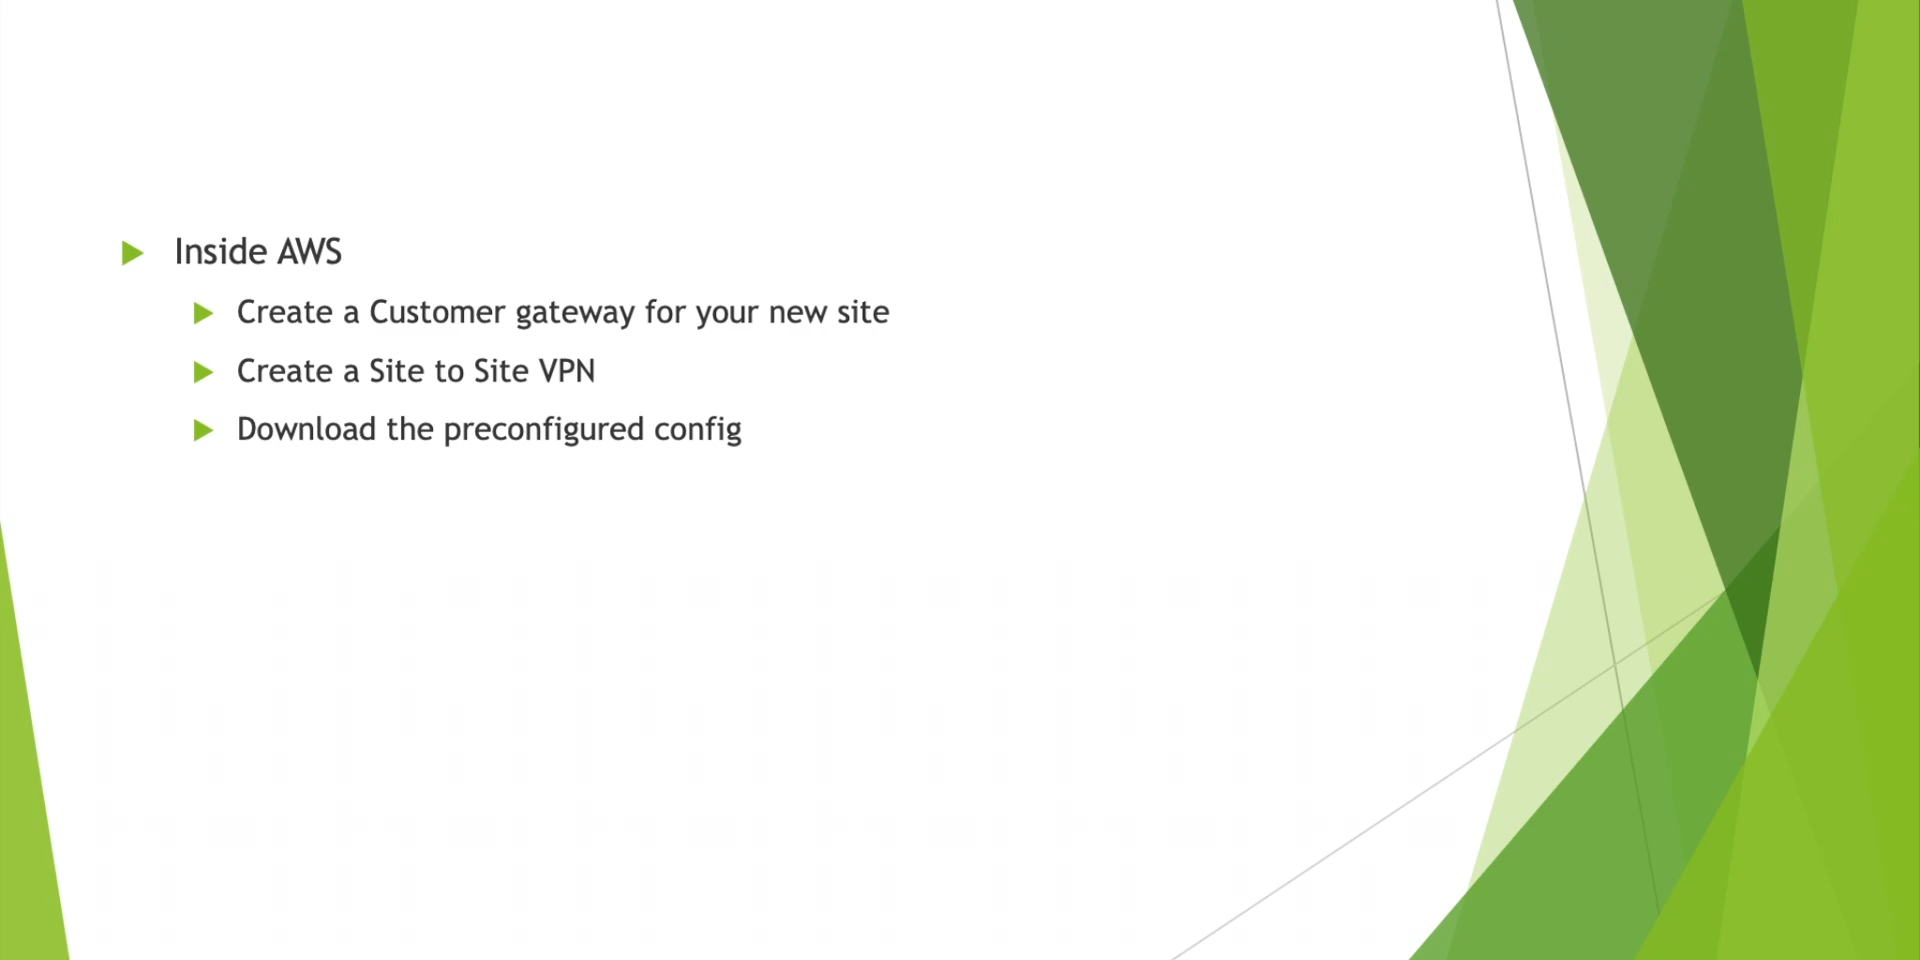 Inside AWS
Create a Customer gateway for your new site
Create a Site to Site VPN
Download the preconfigured config